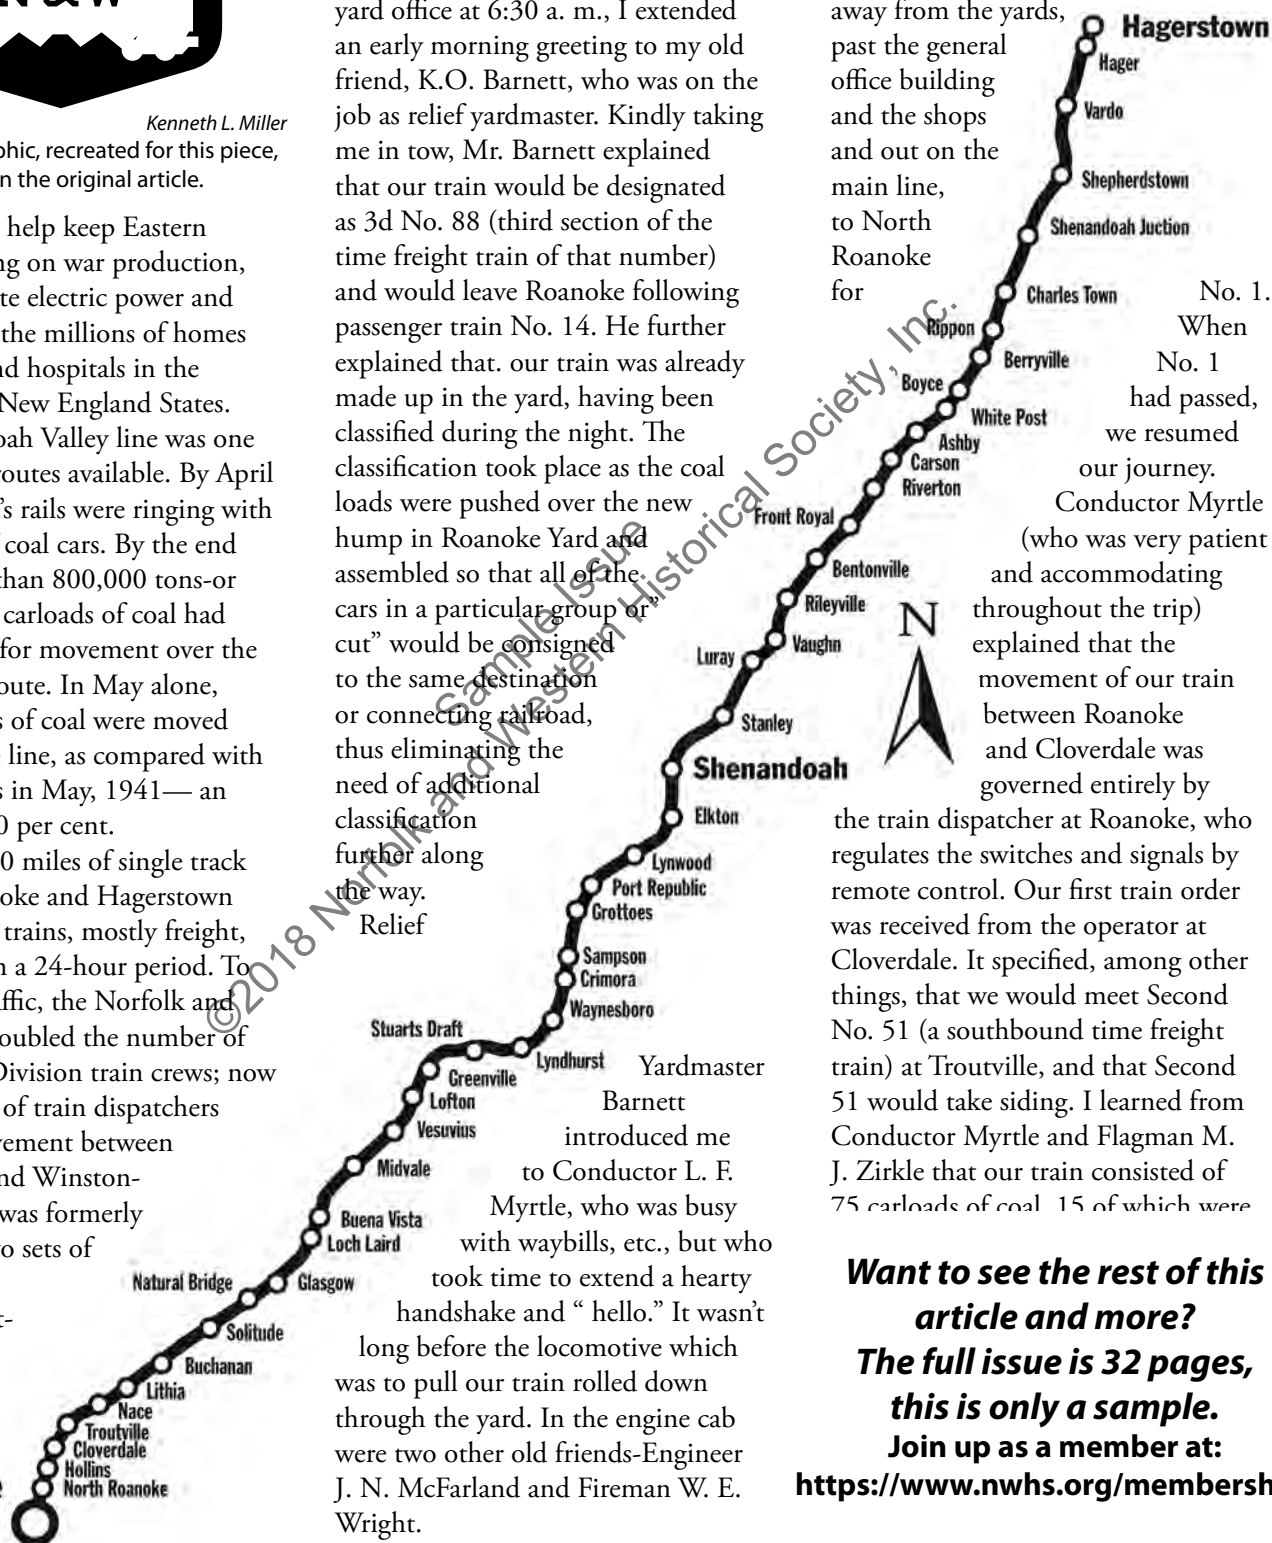 N & W
Kenneth L. Miller
phic, recreated for this piece,
n the original article.
help keep Eastern
ng on war production,
te electric power and
the millions of homes
nd hospitals in the
New England States.
oah Valley line was one
routes available. By April
's rails were ringing with
f coal cars. By the end
than 800,000 tons-or
carloads of coal had
for movement over the
oute. In May alone,
s of coal were moved
e line, as compared with
s in May, 1941— an
0 per cent.
0 miles of single track
oke and Hagerstown
trains, mostly freight,
n a 24-hour period. To
affic, the Norfolk and
oubled the number of
Division train crews; now
of train dispatchers
vement between
nd Winston-
was formerly
o sets of
t-
yard office at 6:30 a. m., I extended
an early morning greeting to my old
friend, K.O. Barnett, who was on the
job as relief yardmaster. Kindly taking
me in tow, Mr. Barnett explained
that our train would be designated
as 3d No. 88 (third section of the
time freight train of that number)
and would leave Roanoke following
passenger train No. 14. He further
explained that. our train was already
made up in the yard, having been
classified during the night. The
classification took place as the coal
loads were pushed over the new
hump in Roanoke Yard and
assembled so that all of the
cars in a particular group or”
cut” would be consigned
to the same destination
or connecting railroad,
thus eliminating the
need of additional
classification
further along
the way.
Relief
Yardmaster
Barnett
introduced me
to Conductor L. F.
Myrtle, who was busy
with waybills, etc., but who
took time to extend a hearty
handshake and “ hello.” It wasn’t
long before the locomotive which
was to pull our train rolled down
through the yard. In the engine cab
were two other old friends-Engineer
J. N. McFarland and Fireman W. E.
Wright.
away from the yards,
past the general
office building
and the shops
and out on the
main line,
to North
Roanoke
for
No. 1.
When
No. 1
had passed,
we resumed
our journey.
Conductor Myrtle
(who was very patient
and accommodating
throughout the trip)
explained that the
movement of our train
between Roanoke
and Cloverdale was
governed entirely by
the train dispatcher at Roanoke, who
regulates the switches and signals by
remote control. Our first train order
was received from the operator at
Cloverdale. It specified, among other
things, that we would meet Second
No. 51 (a southbound time freight
train) at Troutville, and that Second
51 would take siding. I learned from
Conductor Myrtle and Flagman M.
J. Zirkle that our train consisted of
75 carloads of coal, 15 of which were
Want to see the rest of this
article and more?
The full issue is 32 pages,
this is only a sample.
Join up as a member at:
https://www.nwhs.org/membersh
Hagerstown
Hager
Vardo
Shepherdstown
Shenandoah Juction
Charles Town
Rippon
Berryville
Boyce
White Post
Ashby
Carson
Riverton
Front Royal
Bentonville
Rileyville
N
Vaughn
Luray
Stanley
Shenandoah
Elkton
Lynwood
Port Republic
Grottoes
Sampson
Crimora
Waynesboro
Stuarts Draft
Lyndhurst
Greenville
Lofton
Vesuvius
Midvale
Buena Vista
Loch Laird
Natural Bridge
Glasgow
Solitude
Buchanan
Lithia
Nace
Troutville
Cloverdale
Hollins
North Roanoke
Sample Issue
©2018 Norfolk and Western Historical Society, Inc.